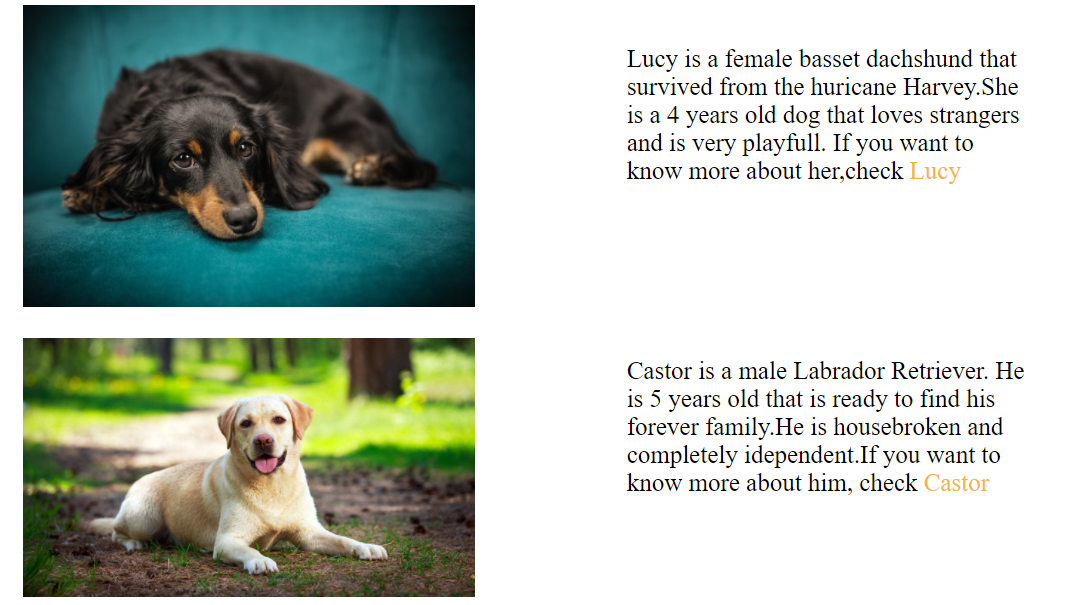 Lucy is a female basset dachshund that
survived from the huricane Harvey.She
is a 4 years old dog that loves strangers
and is very playfull. If you want to
know more about her,check Lucy
Castor is a male Labrador Retriever. He
is 5 years old that is ready to find his
forever family.He is housebroken and
completely idependent.If you want to
know more about him, check Castor